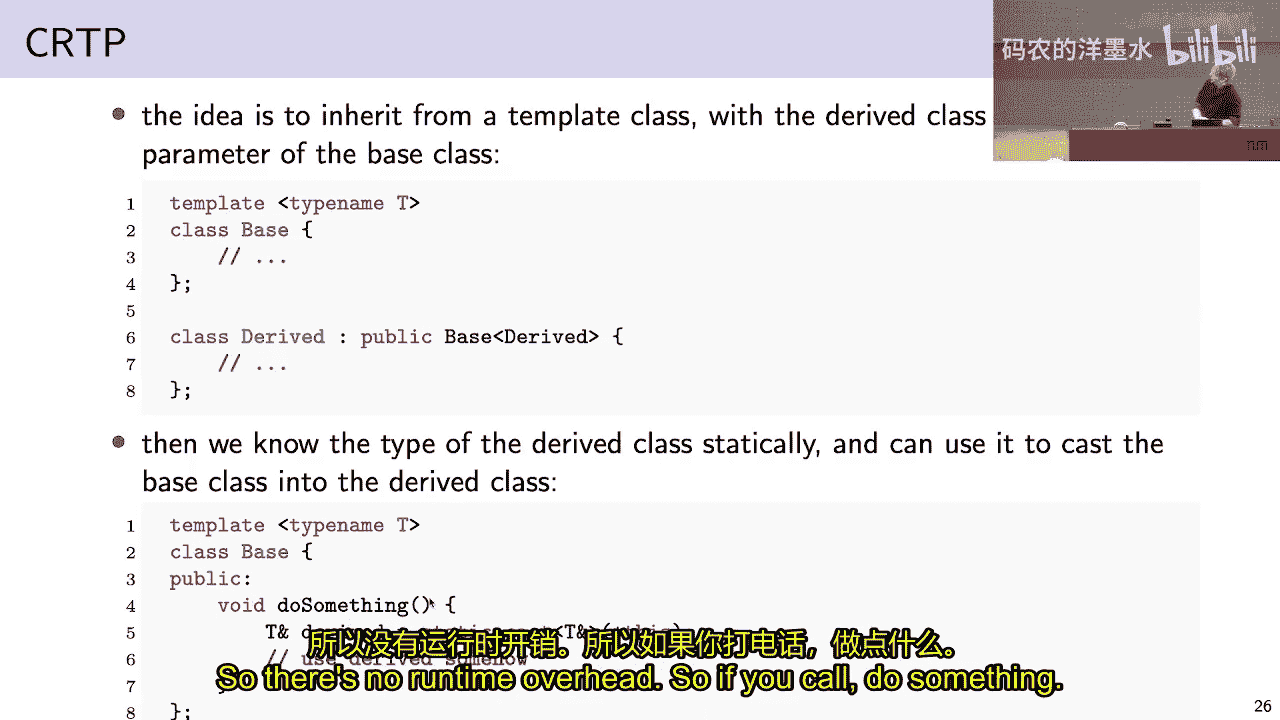 CRTP
码农的洋墨水 bilibili
the idea is to inherit from a template class, with the derived class
parameter of the base class:
1 template <typename T>
2 class Base {
3 // ...
4 };
5
6 class Derived : public Base<Derived> {
7 // ...
8 };
then we know the type of the derived class statically, and can use it to cast the
base class into the derived class:
1 template <typename T>
2 class Base {
3 public:
4 void doSomething() {
5 T&
6 // use derived somehow
7
8 };
所以没有运行时开销。所以如果你打电话，做点什么。
So there's no runtime overhead. So if you call, do something.
26